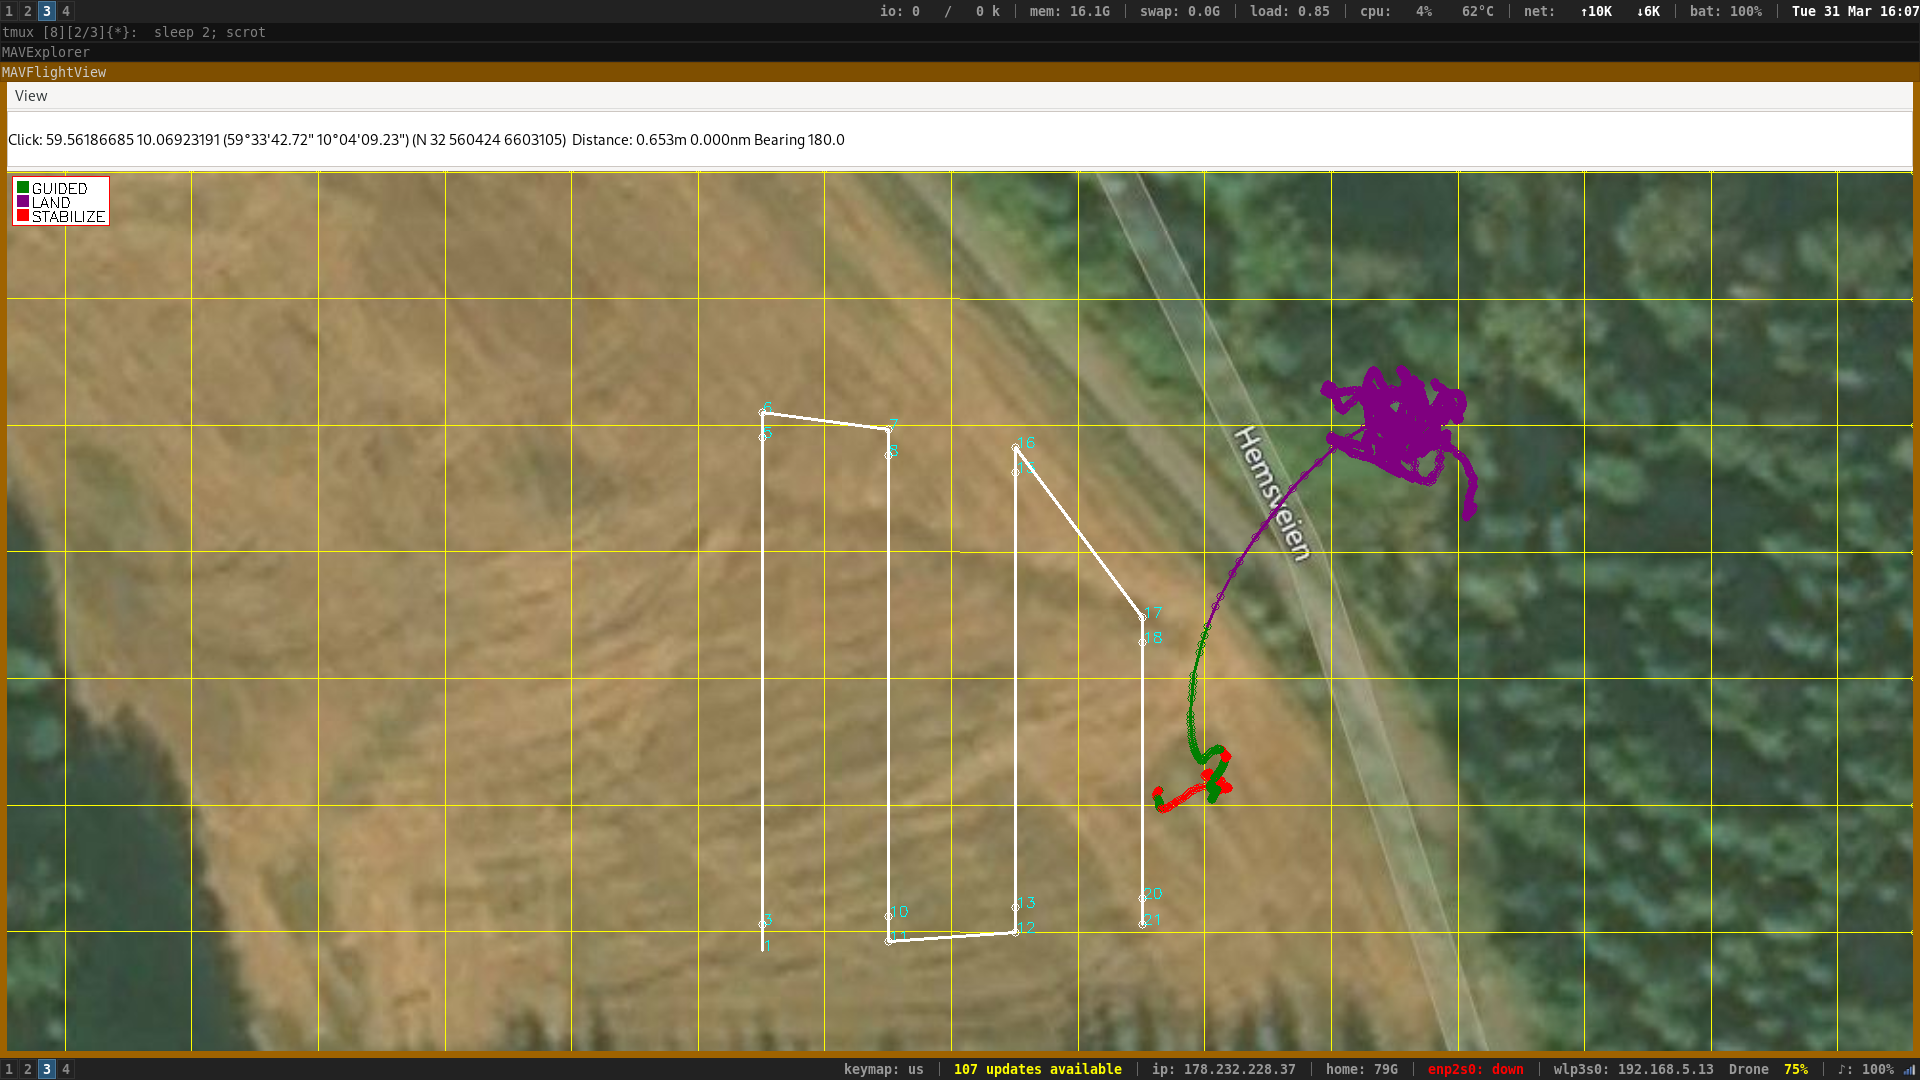 1 2 3 4 io: 0 / 0 k | mem: 16.1G | swap: 0.0G | load: 0.85 | cpu: 4% 62°C | net: ↑10K ↓6K | bat: 100% | Tue 31 Mar 16:07
tmux [8][2/3]{*}: sleep 2; scrot
MAVExplorer
MAVFlightView
View
Click: 59.56186685 10.06923191 (59°33'42.72" 10°04'09.23") (N 32 560424 6603105) Distance: 0.653m 0.000nm Bearing 180.0
GUIDED
LAND
STABILIZE
6
7
5
8
16
Hemsveien
17
18
20
3
13
10
21
12
11
1
1 2 3 4 keymap: us | 107 updates available | ip: 178.232.228.37 | home: 79G | enp2s0: down | wlp3s0: 192.168.5.13 Drone 75% | ♪: 100%